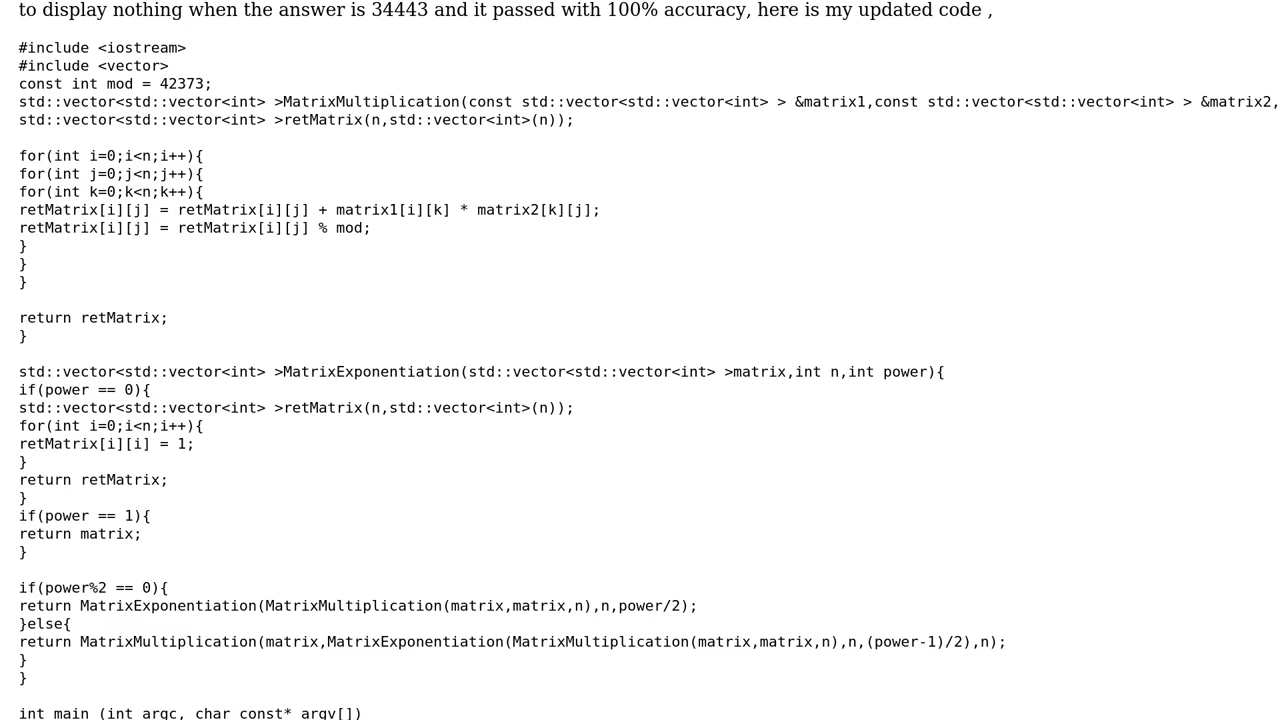 to display nothing when the answer is 34443 and it passed with 100% accuracy, here is my updated code ,
#include <iostream>
#include <vector>
const int mod = 42373;
std::vector<std::vector<int> >MatrixMultiplication(const std::vector<std::vector<int> > &matrix1,const std::vector<std::vector<int> > &matrix2,
std::vector<std::vector<int> >retMatrix(n,std::vector<int>(n));
for(int i=0;i<n;i++){
for(int j=0;j<n;j++){
for(int k=0;k<n;k++){
retMatrix[i][j] = retMatrix[i][j] + matrix1[i][k] * matrix2[k][j];
retMatrix[i][j] = retMatrix[i][j] % mod;
}
}
}
return retMatrix;
}
std::vector<std::vector<int> >MatrixExponentiation(std::vector<std::vector<int> >matrix,int n,int power){
if(power == 0){
std::vector<std::vector<int> >retMatrix(n,std::vector<int>(n));
for(int i=0;i<n;i++){
retMatrix[i][i] = 1;
}
return retMatrix;
}
if(power == 1){
return matrix;
}
if(power%2 == 0){
return MatrixExponentiation(MatrixMultiplication(matrix,matrix,n),n,power/2);
}else{
return MatrixMultiplication(matrix,MatrixExponentiation(MatrixMultiplication(matrix,matrix,n),n,(power-1)/2),n);
}
}
int main (int argc, char const* argv[])